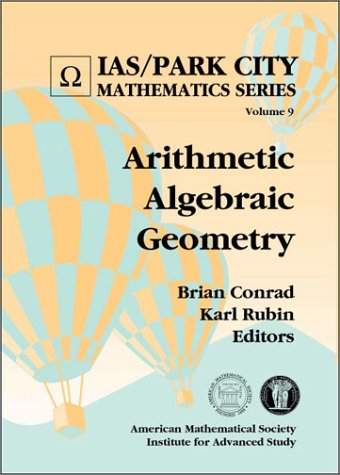 Ω
IAS/PARK CITY
MATHEMATICS SERIES
Volume 9
Arithmetic
Algebraic
Geometry
Brian Conrad
Karl Rubin
Editors
American Mathematical Society
Institute for Advanced Study